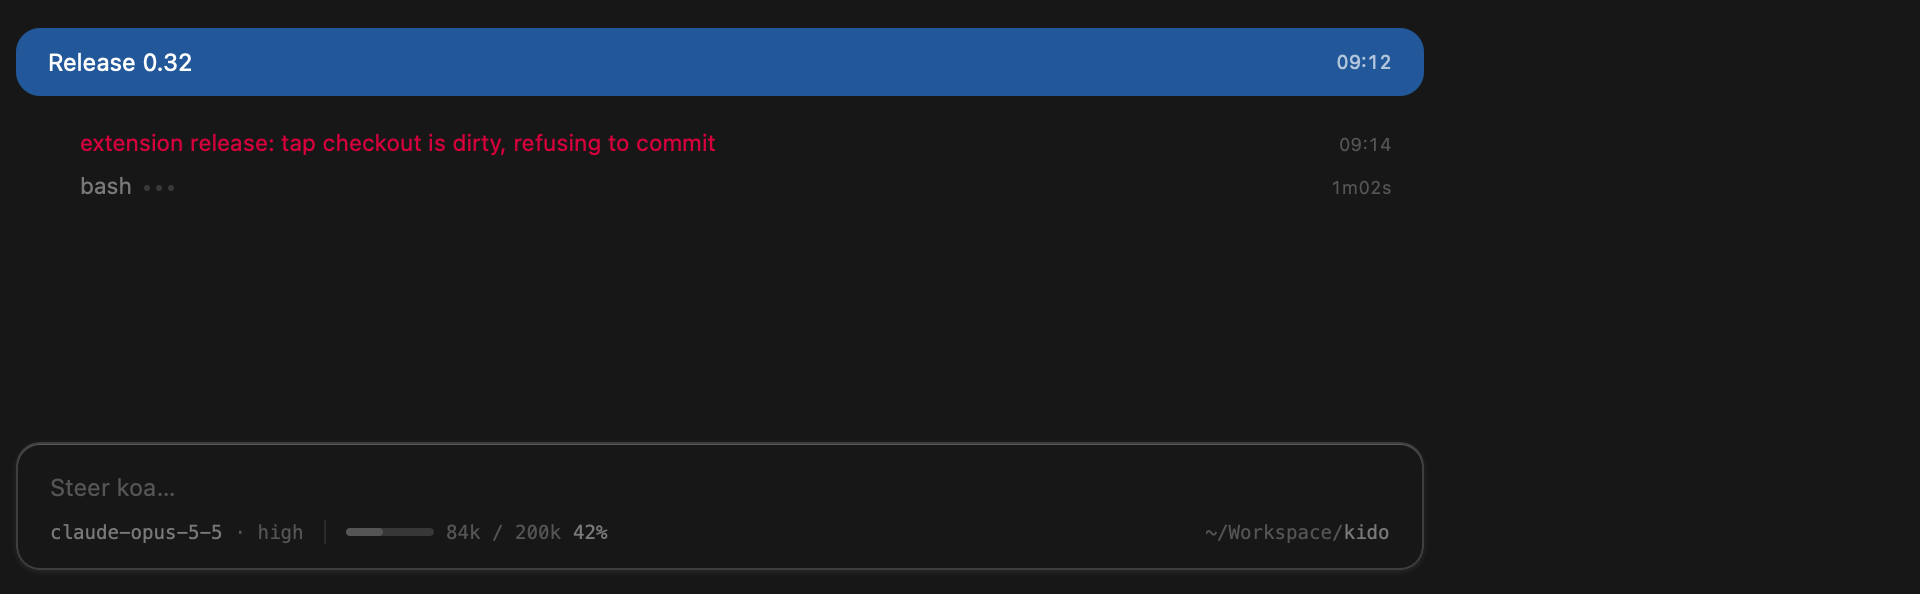 Release 0.32 09:12
extension release: tap checkout is dirty, refusing to commit 09:14
bash ••• 1m02s
Steer koa...
claude-opus-5-5 · high | 84k / 200k 42% ~/Workspace/kido